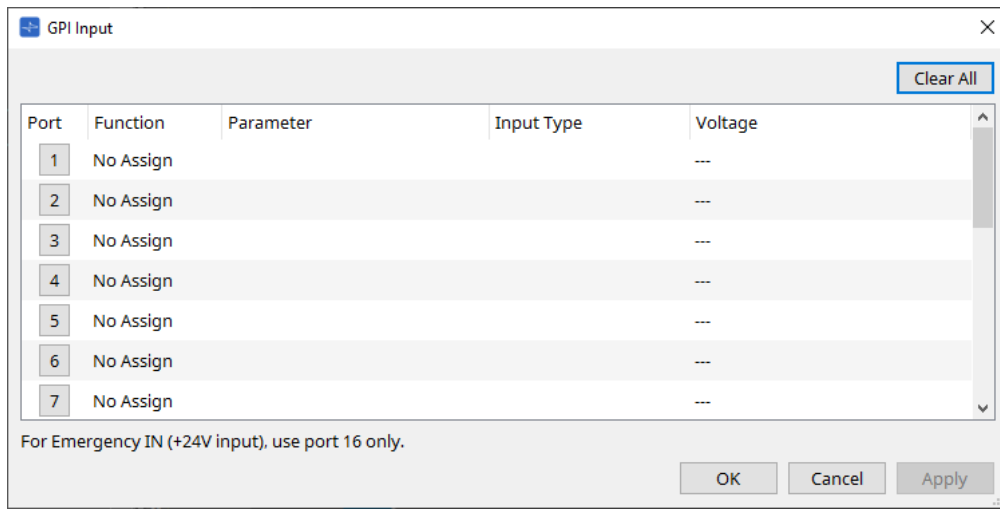 GPI Input
Clear All
Port Function Parameter Input Type Voltage
1 No Assign ---
2 No Assign ---
3 No Assign ---
4 No Assign ---
5 No Assign ---
6 No Assign ---
7 No Assign ---
For Emergency IN (+24V input), use port 16 only.
OK Cancel Apply